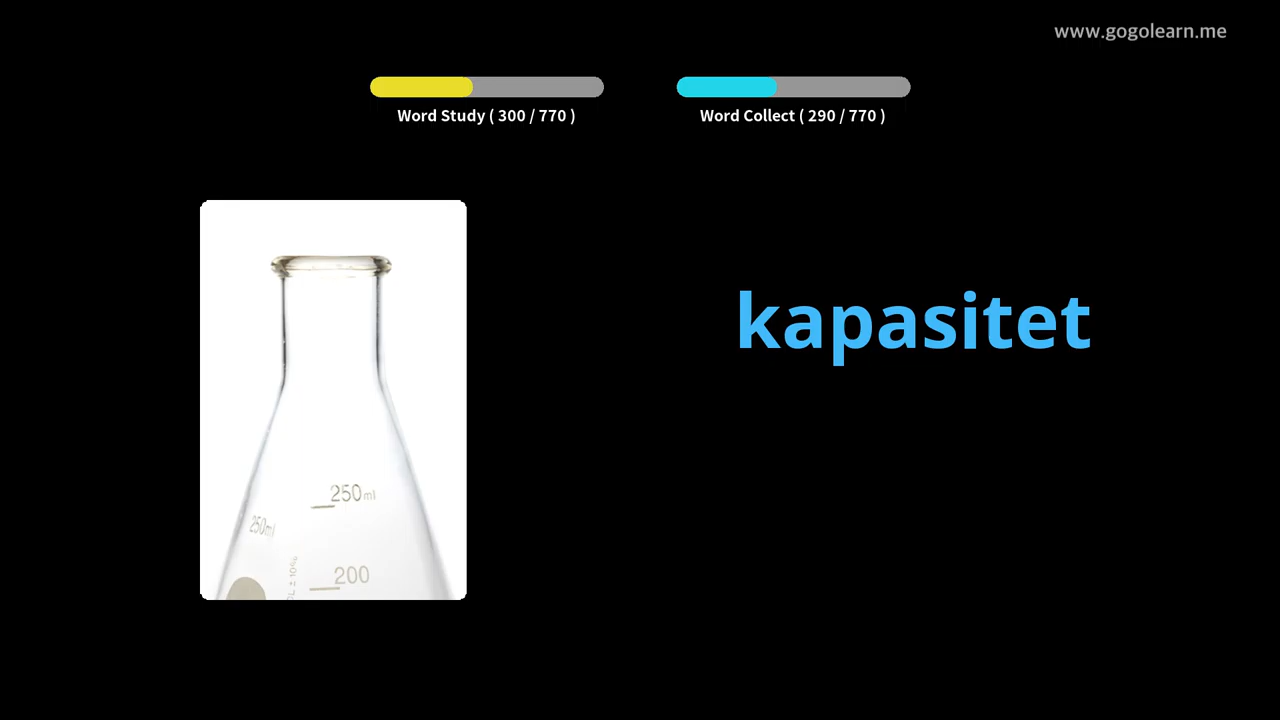 www.gogolearn.me
Word Study ( 300 / 770 )
Word Collect ( 290 / 770 )
kapasitet
250ml
250ml
200